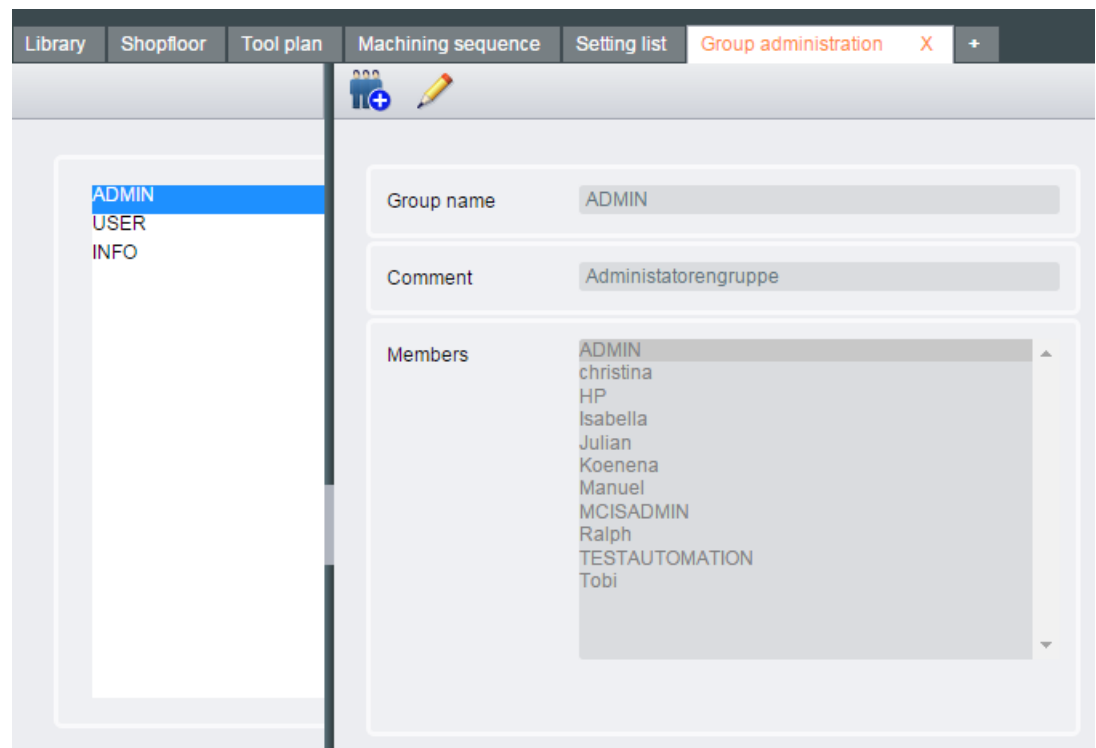 Library Shopfloor Tool plan Machining sequence Setting list Group administration X +
ADMIN
USER
INFO
Group name ADMIN
Comment Administatorengruppe
Members
ADMIN
christina
HP
Isabella
Julian
Koenena
Manuel
MCISADMIN
Ralph
TESTAUTOMATION
Tobi